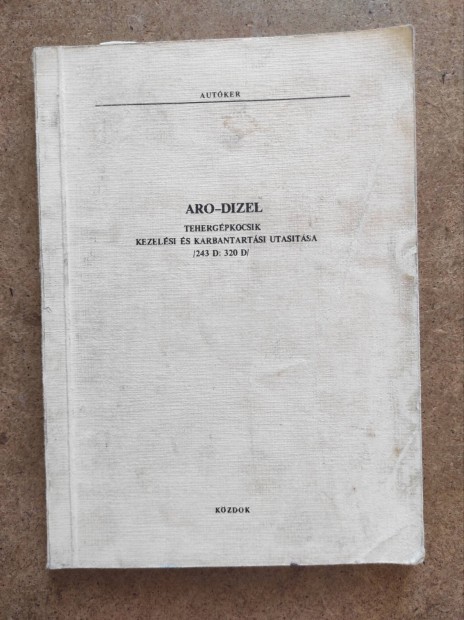 AUTÓKER
ARO-DIZEL
TEHERGÉPKOCSIK
KEZELÉSI ÉS KARBANTARTÁSI UTASITÁSA
/243 D: 320 D/
KÖZDOK